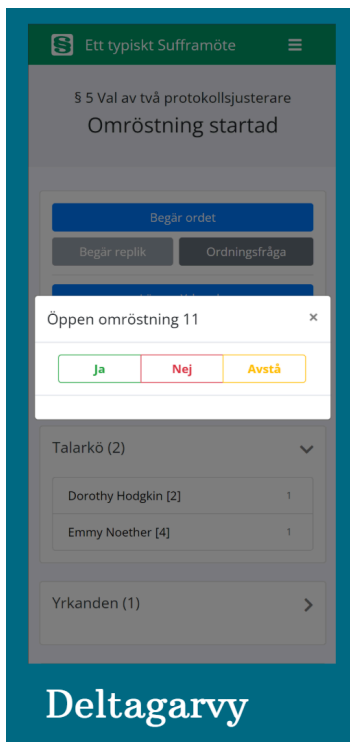 S Ett typiskt Sufframöte
§ 5 Val av två protokollsjusterare
Omröstning startad
Begär ordet
Begär replik Ordningsfråga
Öppen omröstning 11 ×
Ja Nej Avstå
Talarkö (2)
Dorothy Hodgkin [2] 1
Emmy Noether [4] 1
Yrkanden (1)
Deltagarvy